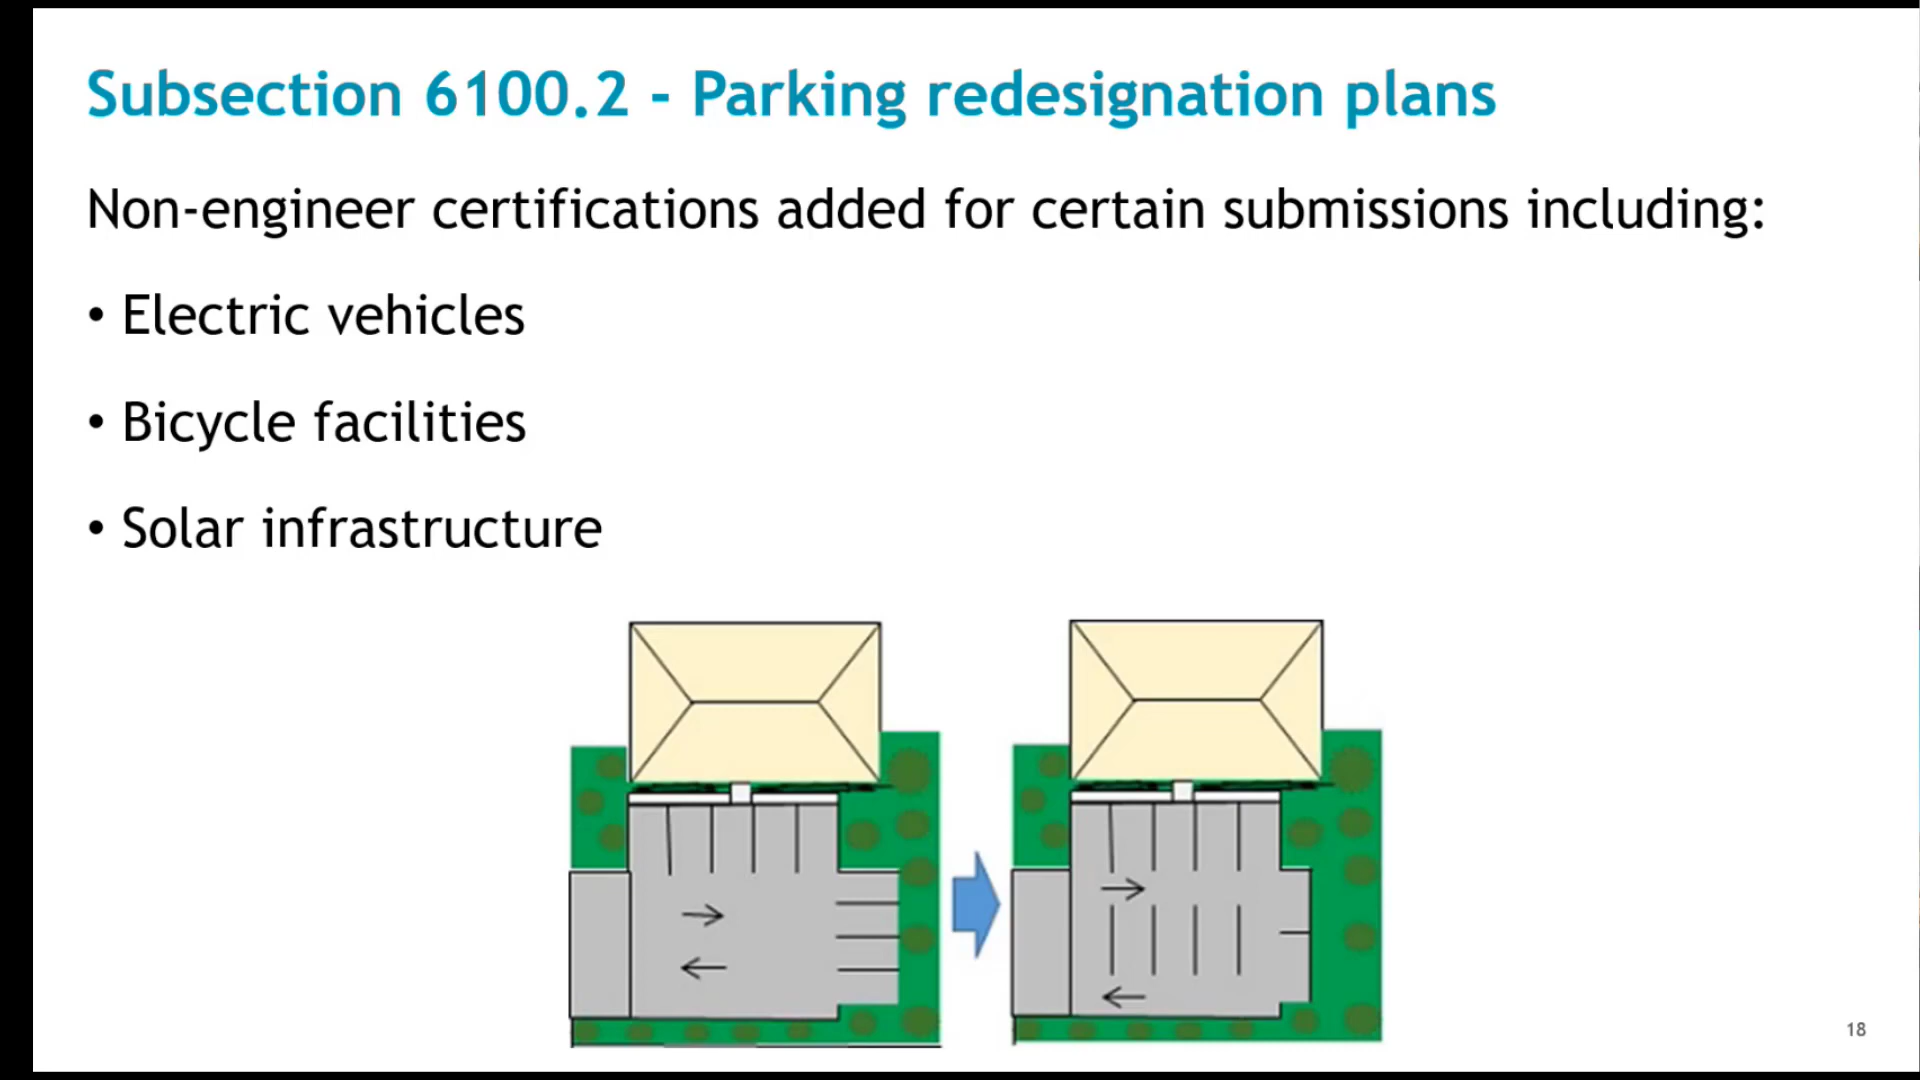 Subsection 6100.2 - Parking redesignation plans
Non-engineer certifications added for certain submissions including:
• Electric vehicles
• Bicycle facilities
• Solar infrastructure
18